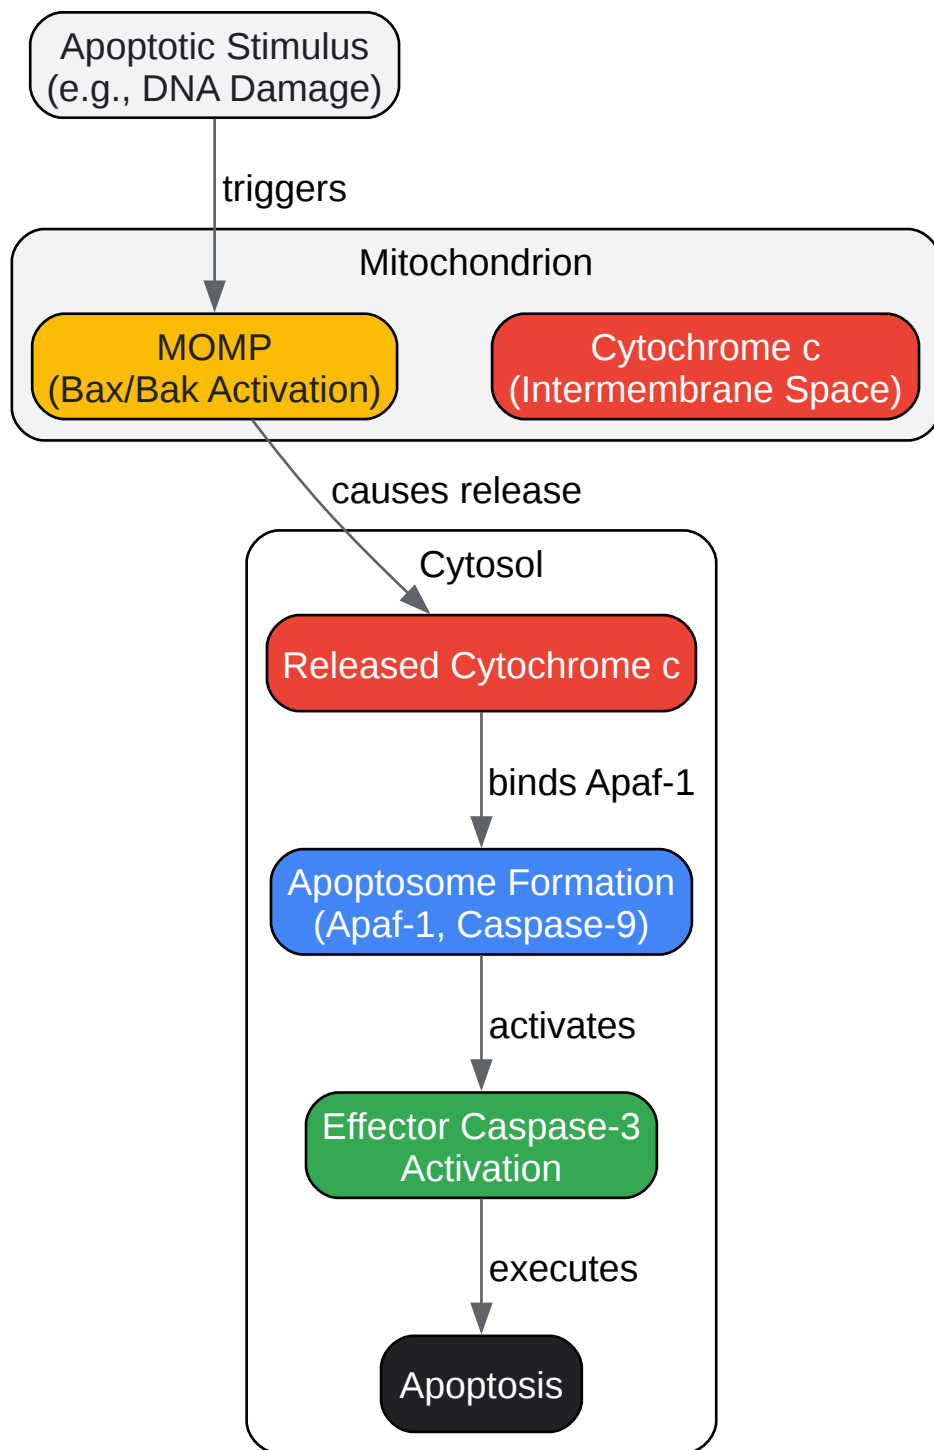 Apoptotic Stimulus
(e.g., DNA Damage)
triggers
Mitochondrion
MOMP
(Bax/Bak Activation)
Cytochrome c
(Intermembrane Space)
causes release
Cytosol
Released Cytochrome c
binds Apaf-1
Apoptosome Formation
(Apaf-1, Caspase-9)
activates
Effector Caspase-3
Activation
executes
Apoptosis